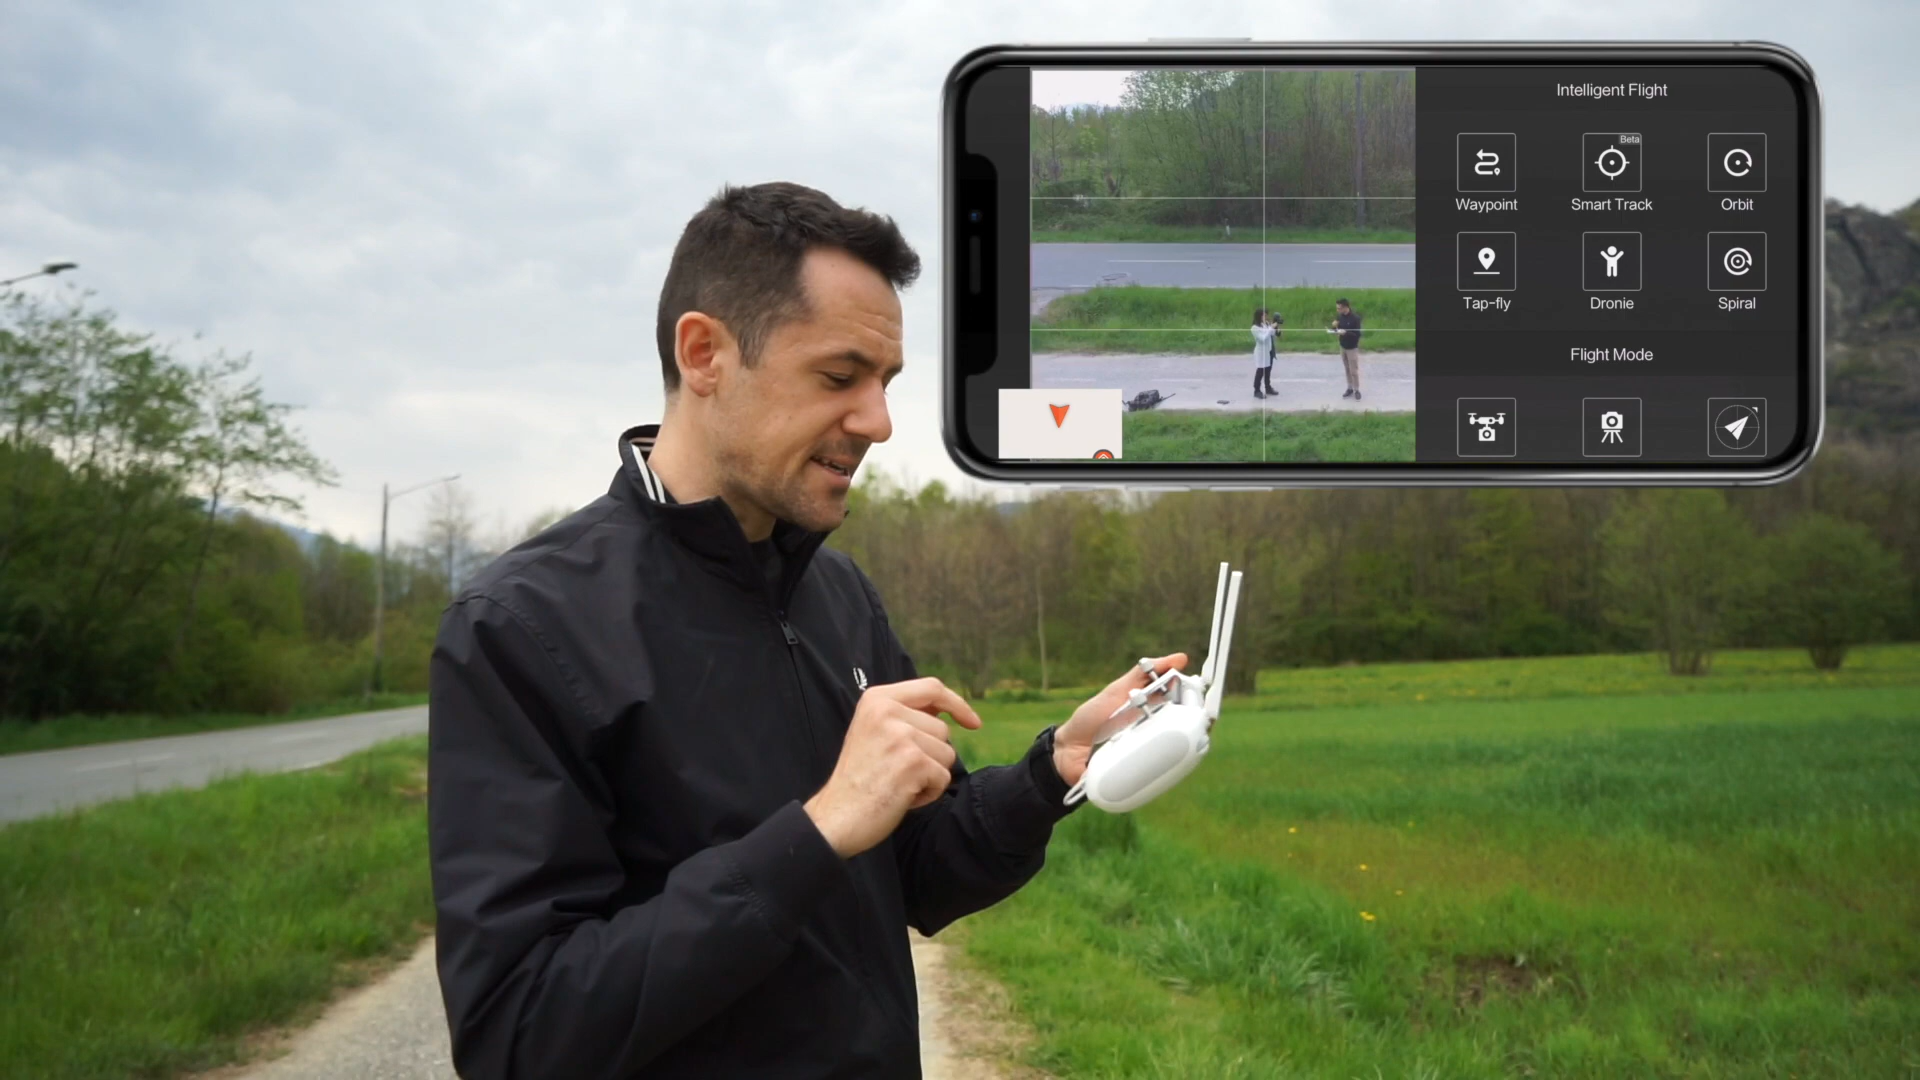 Intelligent Flight
Beta
Waypoint
Smart Track
Orbit
Tap-fly
Dronie
Spiral
Flight Mode